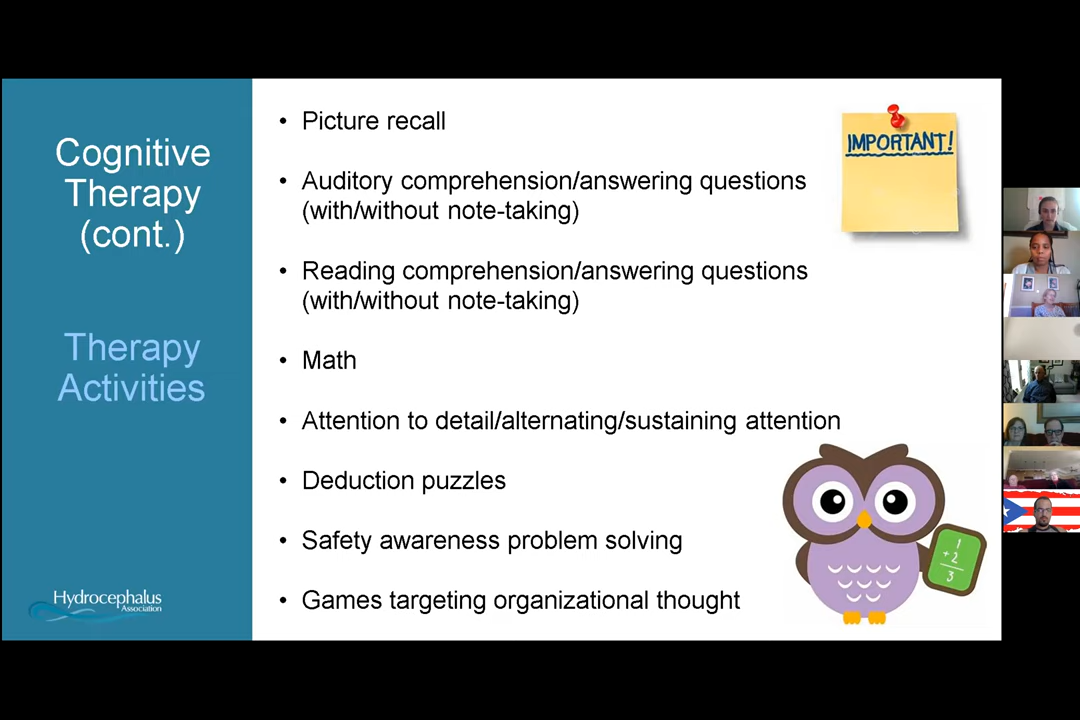 Cognitive
Therapy
(cont.)
Therapy
Activities
Hydrocephalus
Association
• Picture recall
• Auditory comprehension/answering questions
(with/without note-taking)
• Reading comprehension/answering questions
(with/without note-taking)
• Math
• Attention to detail/alternating/sustaining attention
• Deduction puzzles
• Safety awareness problem solving
• Games targeting organizational thought
IMPORTANT!
1
+2
3